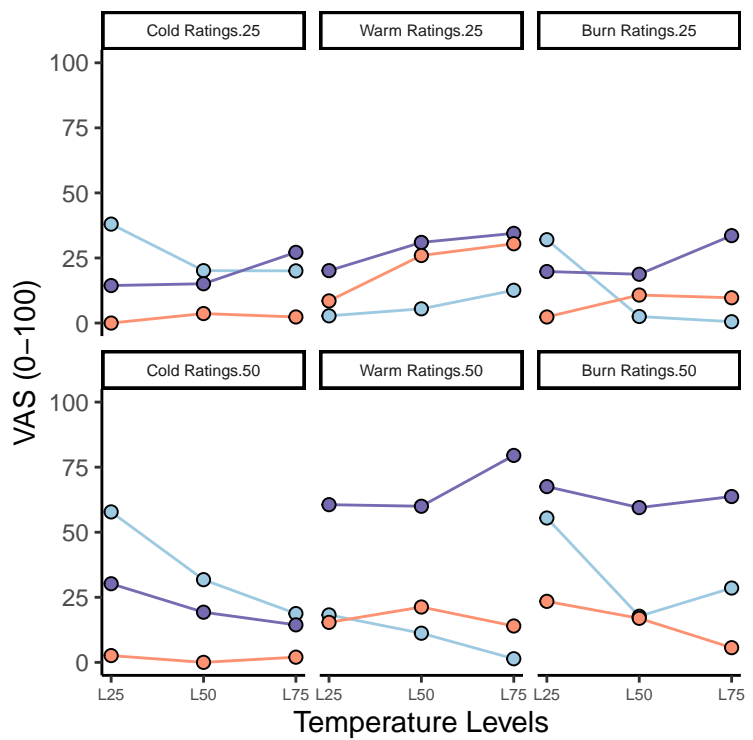 Cold Ratings.25 Warm Ratings.25 Burn Ratings.25
100
75
50
25
0
Cold Ratings.50 Warm Ratings.50 Burn Ratings.50
100
75
50
25
0
VAS (0−100)
L25 L50 L75 L25 L50 L75 L25 L50 L75
Temperature Levels